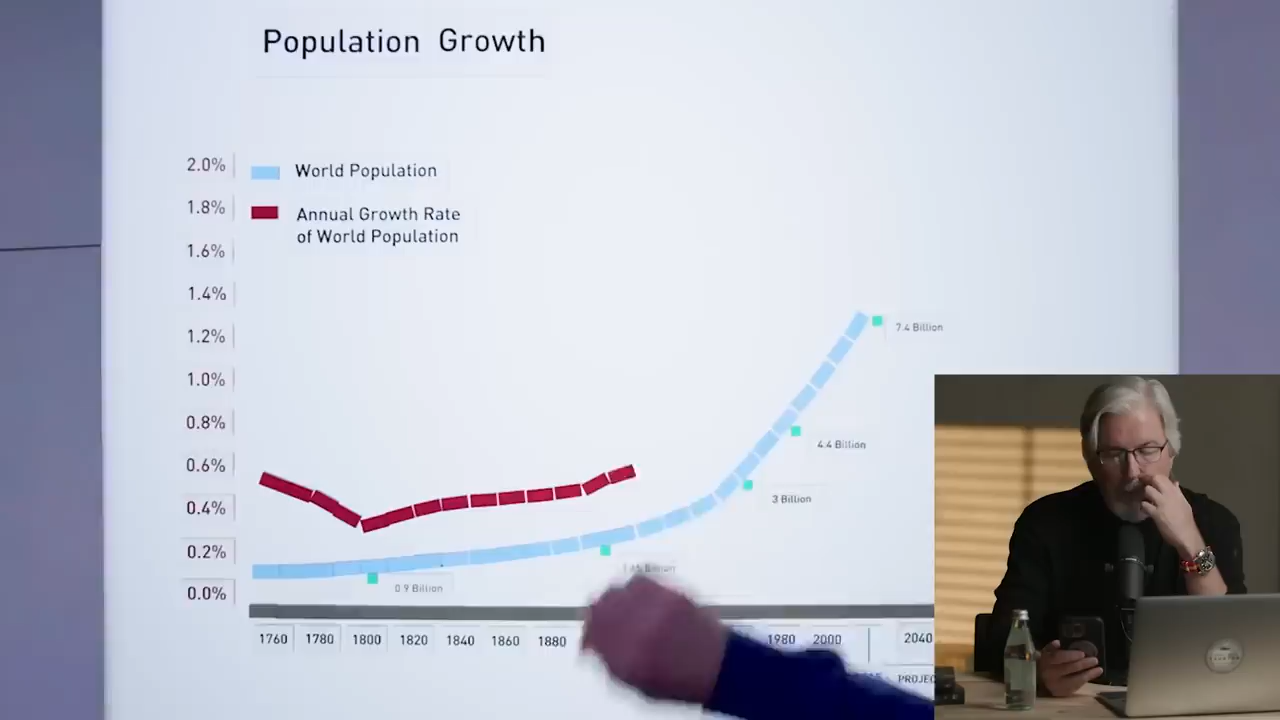 Population Growth
2.0%
World Population
1.8%
Annual Growth Rate
of World Population
1.6%
1.4%
1.2%
7.4 Billion
1.0%
0.8%
4.4 Billion
0.6%
3 Billion
0.4%
0.2%
Billion
0.9 Billion
0.0%
1760 1780 1800 1820 1840 1860 1880 1980 2000 2040
PROJEC